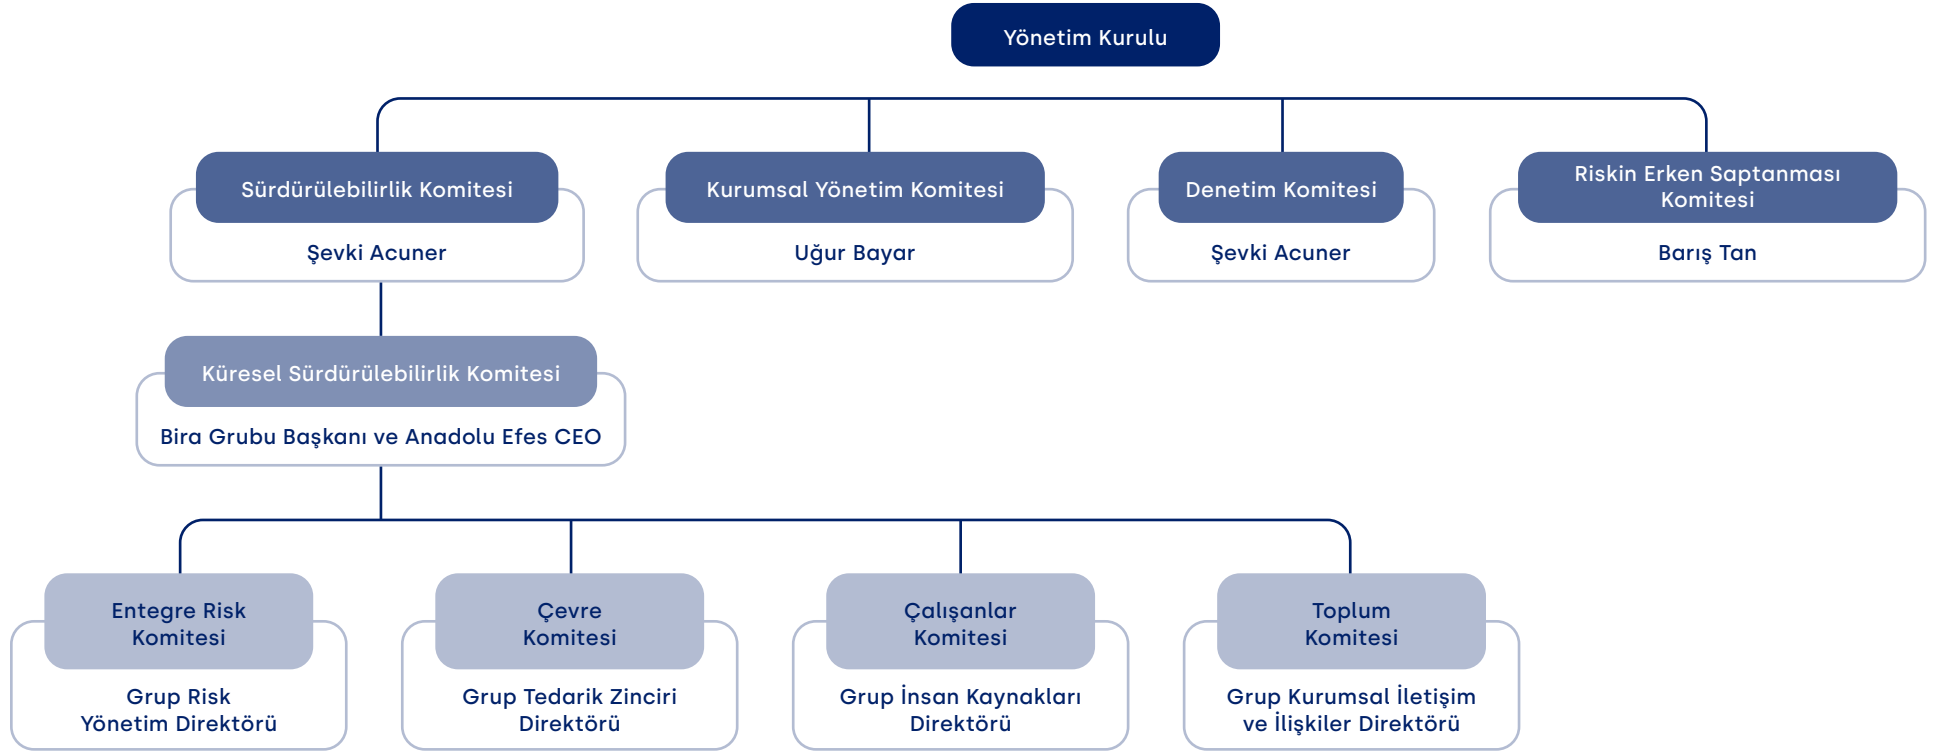 Yönetim Kurulu
Sürdürülebilirlik Komitesi
Şevki Acuner
Kurumsal Yönetim Komitesi
Uğur Bayar
Denetim Komitesi
Şevki Acuner
Riskin Erken Saptanması
Komitesi
Barış Tan
Küresel Sürdürülebilirlik Komitesi
Bira Grubu Başkanı ve Anadolu Efes CEO
Entegre Risk
Komitesi
Grup Risk
Yönetim Direktörü
Çevre
Komitesi
Grup Tedarik Zinciri
Direktörü
Çalışanlar
Komitesi
Grup İnsan Kaynakları
Direktörü
Toplum
Komitesi
Grup Kurumsal İletişim
ve İlişkiler Direktörü